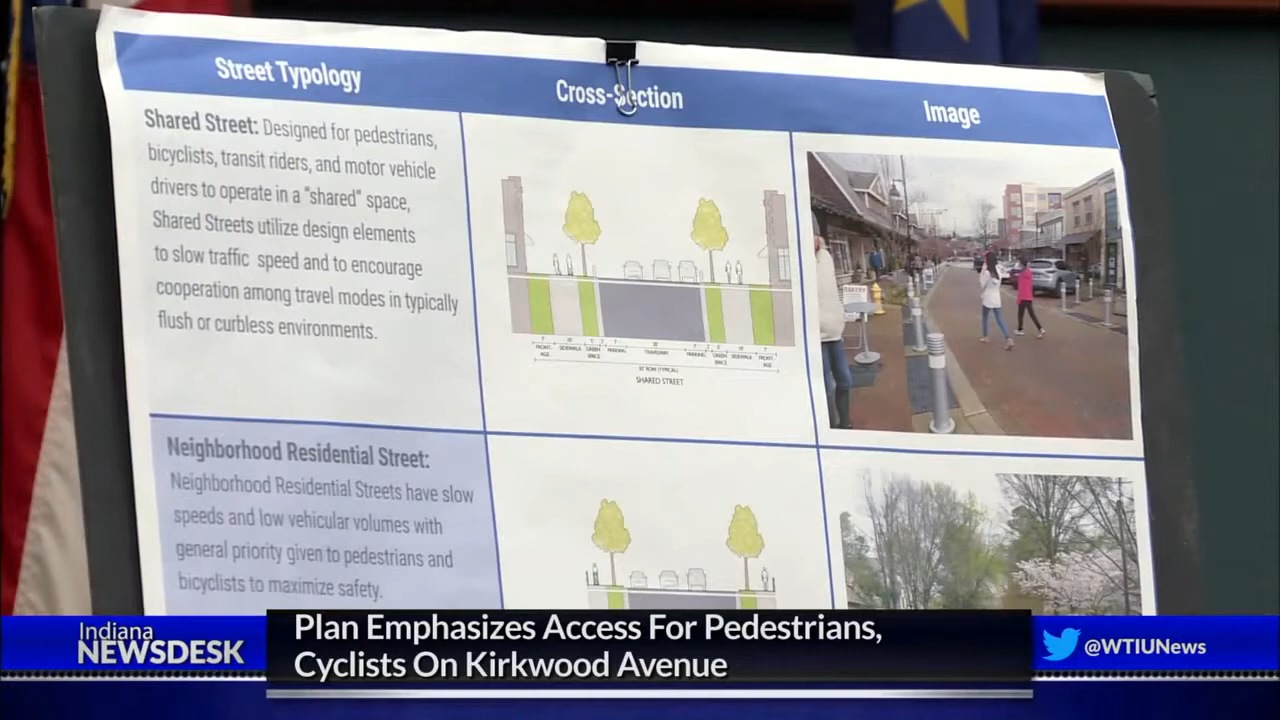 Street Typology
Cross-Section
Image
Shared Street: Designed for pedestrians,
bicyclists, transit riders, and motor vehicle
drivers to operate in a "shared" space,
Shared Streets utilize design elements
to slow traffic speed and to encourage
cooperation among travel modes in typically
flush or curbless environments.
SHARED STREET
Neighborhood Residential Street:
Neighborhood Residential Streets have slow
speeds and low vehicular volumes with
general priority given to pedestrians and
bicyclists to maximize safety.
Indiana
NEWSDESK
Plan Emphasizes Access For Pedestrians,
Cyclists On Kirkwood Avenue
@WTIUNews